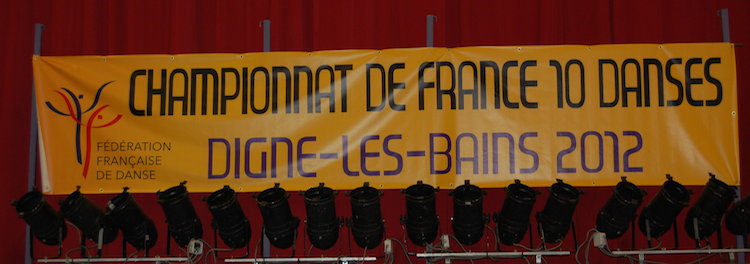 CHAMPIONNAT DE FRANCE 10 DANSES
DIGNE-LES-BAINS 2012
FÉDÉRATION
FRANÇAISE
DE DANSE